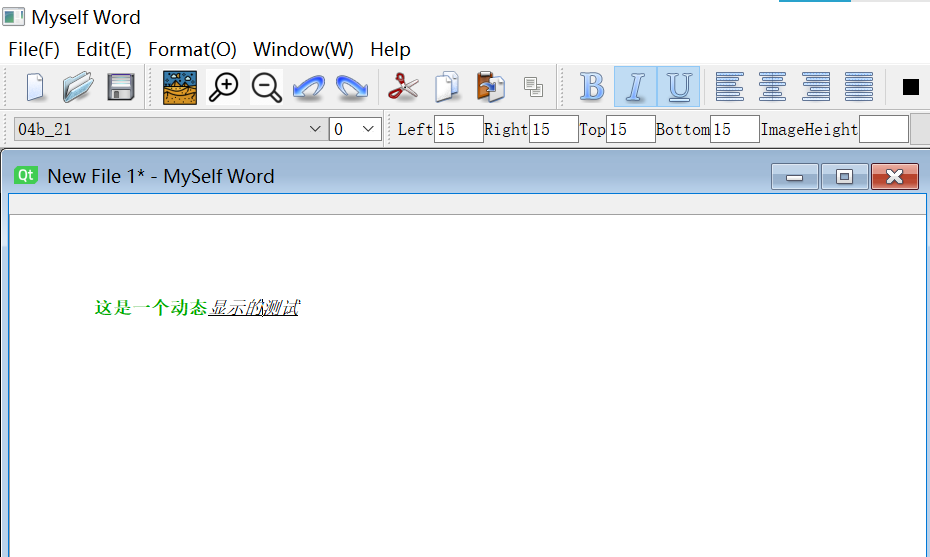 Myself Word
File(F) Edit(E) Format(O) Window(W) Help
B I U
04b_21 0 Left 15 Right 15 Top 15 Bottom 15 ImageHeight
Qt New File 1* - MySelf Word
这是一个动态显示的测试